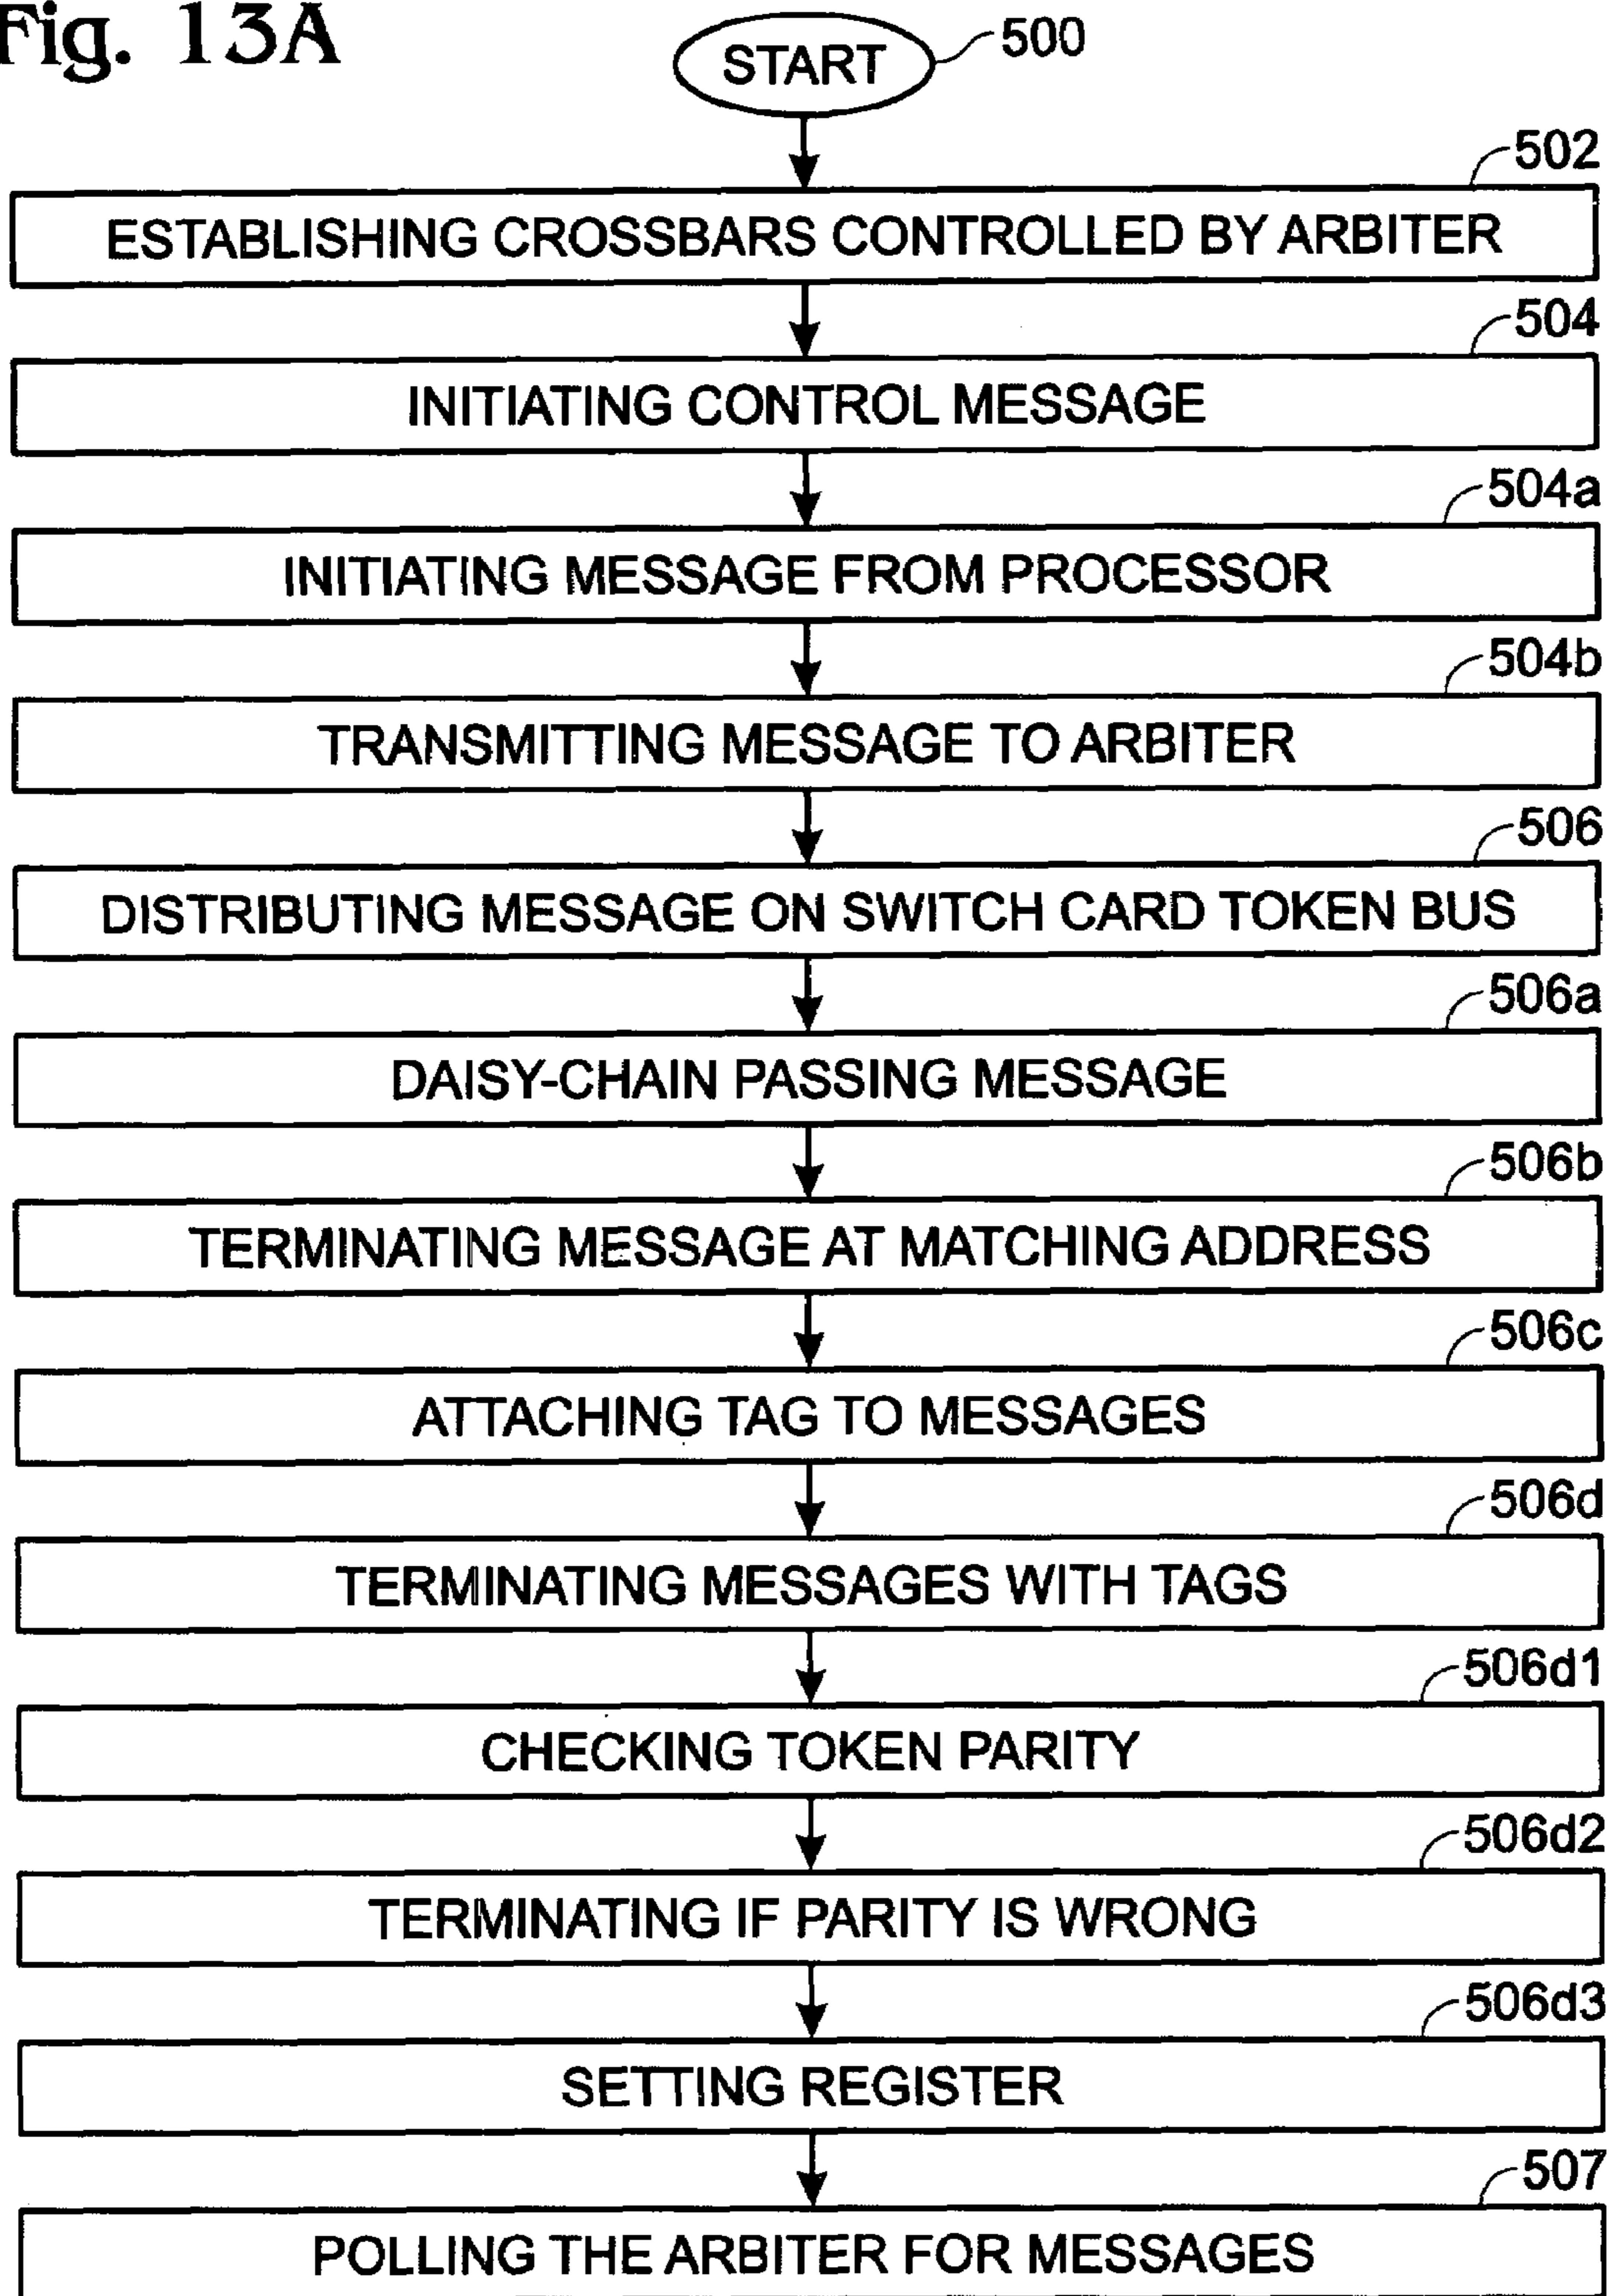 Fig. 13A
START
500
502
ESTABLISHING CROSSBARS CONTROLLED BY ARBITER
504
INITIATING CONTROL MESSAGE
504a
INITIATING MESSAGE FROM PROCESSOR
504b
TRANSMITTING MESSAGE TO ARBITER
506
DISTRIBUTING MESSAGE ON SWITCH CARD TOKEN BUS
506a
DAISY-CHAIN PASSING MESSAGE
506b
TERMINATING MESSAGE AT MATCHING ADDRESS
506c
ATTACHING TAG TO MESSAGES
506d
TERMINATING MESSAGES WITH TAGS
506d1
CHECKING TOKEN PARITY
506d2
TERMINATING IF PARITY IS WRONG
506d3
SETTING REGISTER
507
POLLING THE ARBITER FOR MESSAGES